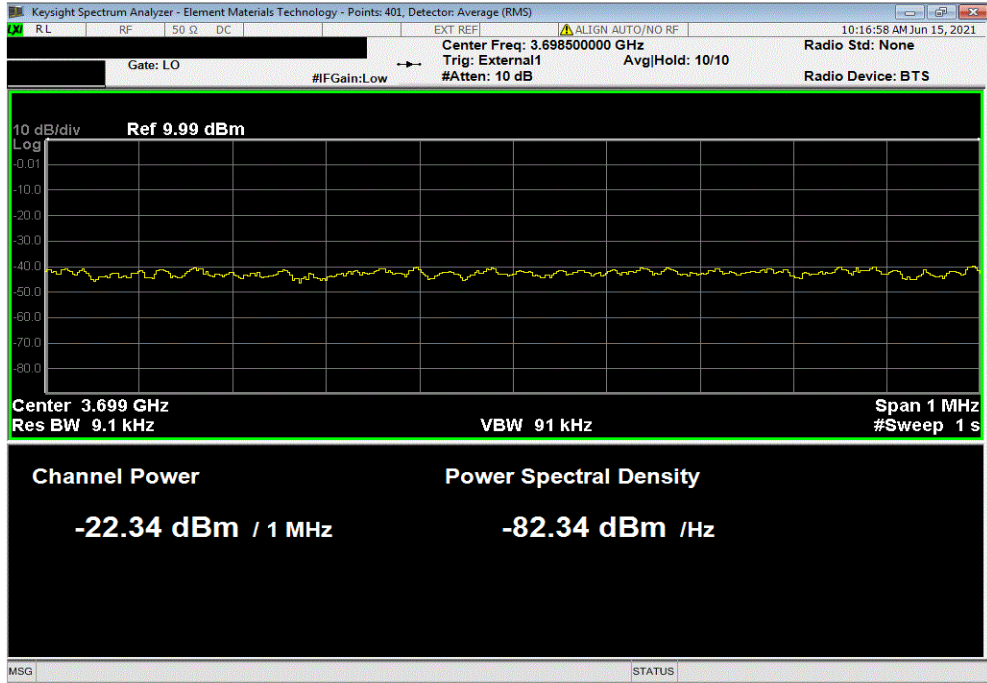 Keysight Spectrum Analyzer - Element Materials Technology - Points: 401, Detector: Average (RMS)
LXI RL RF 50 Ω DC EXT REF ALIGN AUTO/NO RF 10:16:58 AM Jun 15, 2021
Center Freq: 3.698500000 GHz Radio Std: None
Gate: LO Trig: External1 Avg|Hold: 10/10
#IFGain:Low #Atten: 10 dB Radio Device: BTS
10 dB/div Ref 9.99 dBm
Log
-0.01
-10.0
-20.0
-30.0
-40.0
-50.0
-60.0
-70.0
-80.0
Center 3.699 GHz Span 1 MHz
Res BW 9.1 kHz VBW 91 kHz #Sweep 1 s
Channel Power Power Spectral Density
-22.34 dBm / 1 MHz -82.34 dBm /Hz
MSG STATUS